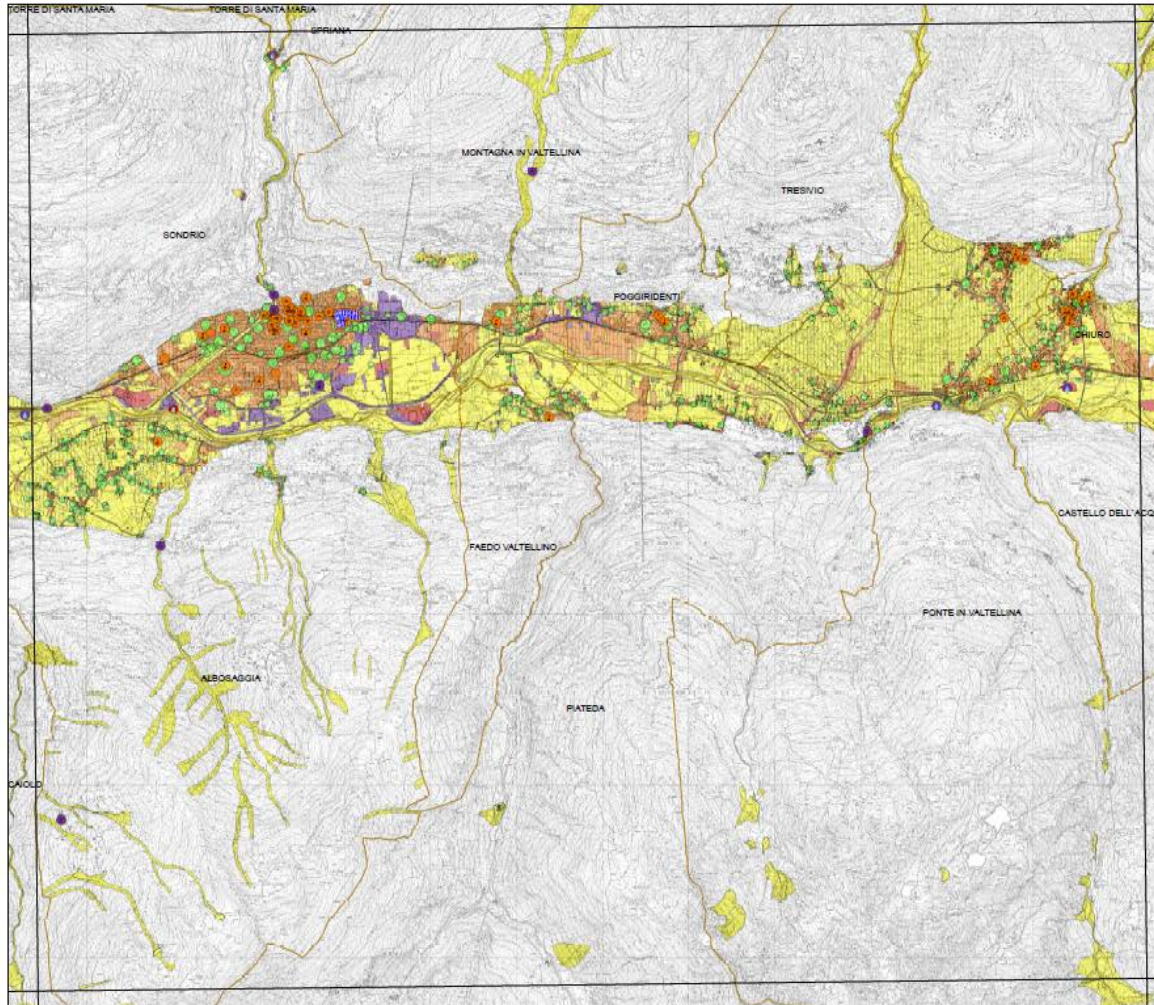 TORRE DI SANTA MARIA
TORRE DI SANTA MARIA
SPRIANA
MONTAGNA IN VALTELLINA
TRESIVIO
SONDRIO
POGGIRIDENTI
CHIURO
CASTELLO DELL'ACQ
FAEDO VALTELLINO
PONTE IN VALTELLINA
ALBOSAGGIA
PIATEDA
CAIOLO